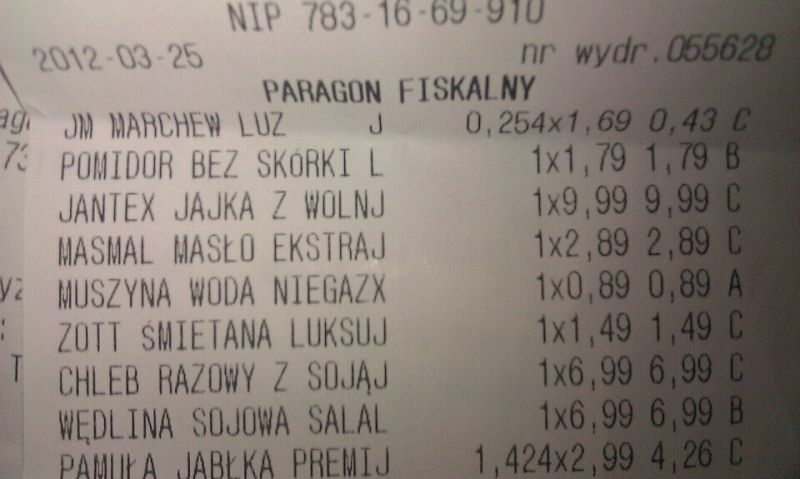 NIP 783-16-69-910
2012-03-25 nr wydr.055628
PARAGON FISKALNY
JM MARCHEW LUZ J 0,254x1,69 0,43 C
POMIDOR BEZ SKÓRKI L 1x1,79 1,79 B
JANTEX JAJKA Z WOLNJ 1x9,99 9,99 C
MASMAL MASŁO EKSTRAJ 1x2,89 2,89 C
MUSZYNA WODA NIEGAZX 1x0,89 0,89 A
ZOTT ŚMIETANA LUKSUJ 1x1,49 1,49 C
CHLEB RAZOWY Z SOJĄJ 1x6,99 6,99 C
WĘDLINA SOJOWA SALAL 1x6,99 6,99 B
PAMUŁA JABŁKA PREMIJ 1,424x2,99 4,26 C